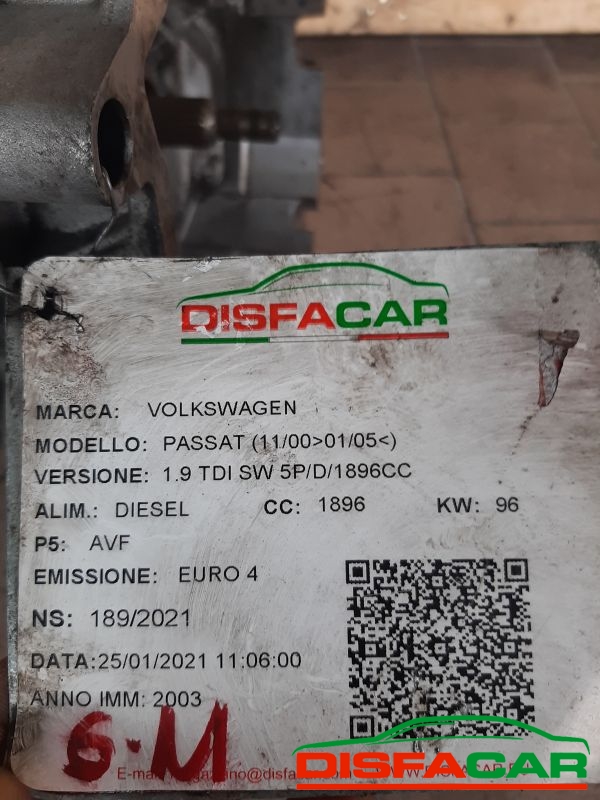 DISFACAR
MARCA: VOLKSWAGEN
MODELLO: PASSAT (11/00>01/05<)
VERSIONE: 1.9 TDI SW 5P/D/1896CC
ALIM.: DIESEL CC: 1896 KW: 96
P5: AVF
EMISSIONE: EURO 4
NS: 189/2021
DATA:25/01/2021 11:06:00
ANNO IMM: 2003
6.M
DISFACAR